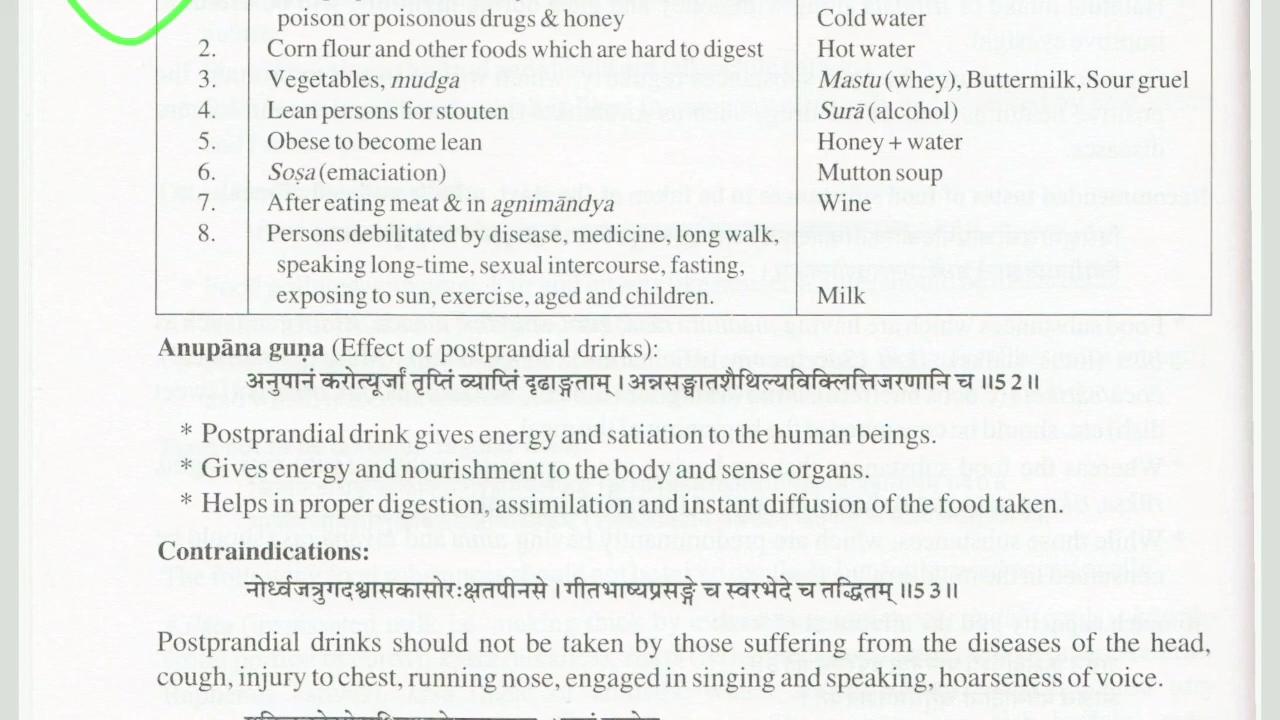 poison or poisonous drugs & honey Cold water
2. Corn flour and other foods which are hard to digest Hot water
3. Vegetables, mudga Mastu (whey), Buttermilk, Sour gruel
4. Lean persons for stouten Surā (alcohol)
5. Obese to become lean Honey + water
6. Soṣa (emaciation) Mutton soup
7. After eating meat & in agnimāndya Wine
8. Persons debilitated by disease, medicine, long walk,
speaking long-time, sexual intercourse, fasting,
exposing to sun, exercise, aged and children. Milk
Anupāna guṇa (Effect of postprandial drinks):
अनुपानं करोत्यूर्जां तृप्तिं व्याप्तिं दृढाङ्गताम् । अन्नसङ्घातशैथिल्यविक्लित्तिजरणानि च ॥52॥
* Postprandial drink gives energy and satiation to the human beings.
* Gives energy and nourishment to the body and sense organs.
* Helps in proper digestion, assimilation and instant diffusion of the food taken.
Contraindications:
नोर्ध्वजत्रुगदश्वासकासोरःक्षतपीनसे । गीतभाष्यप्रसङ्गे च स्वरभेदे च तद्धितम् ॥53॥
Postprandial drinks should not be taken by those suffering from the diseases of the head,
cough, injury to chest, running nose, engaged in singing and speaking, hoarseness of voice.